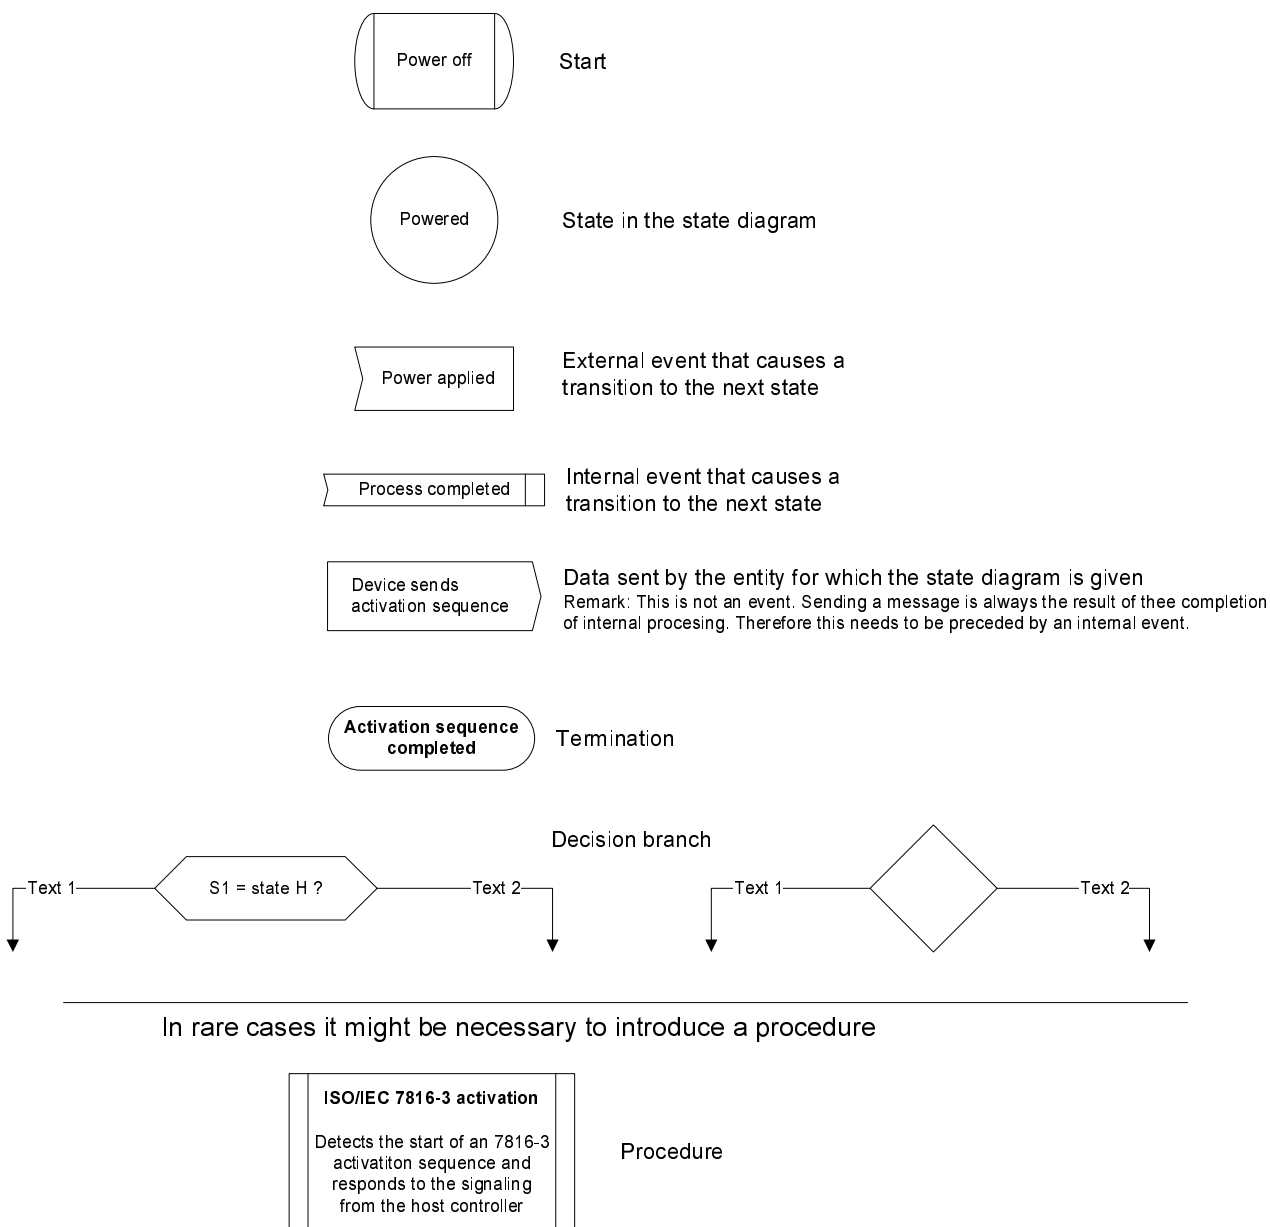 Power off
Start
Powered
State in the state diagram
Power applied
External event that causes a
transition to the next state
Process completed
Internal event that causes a
transition to the next state
Device sends
activation sequence
Data sent by the entity for which the state diagram is given
Remark: This is not an event. Sending a message is always the result of thee completion
of internal procesing. Therefore this needs to be preceded by an internal event.
Activation sequence
completed
Termination
Decision branch
Text 1
S1 = state H ?
Text 2
Text 1
Text 2
In rare cases it might be necessary to introduce a procedure
ISO/IEC 7816-3 activation
Detects the start of an 7816-3
activatiton sequence and
responds to the signaling
from the host controller
Procedure